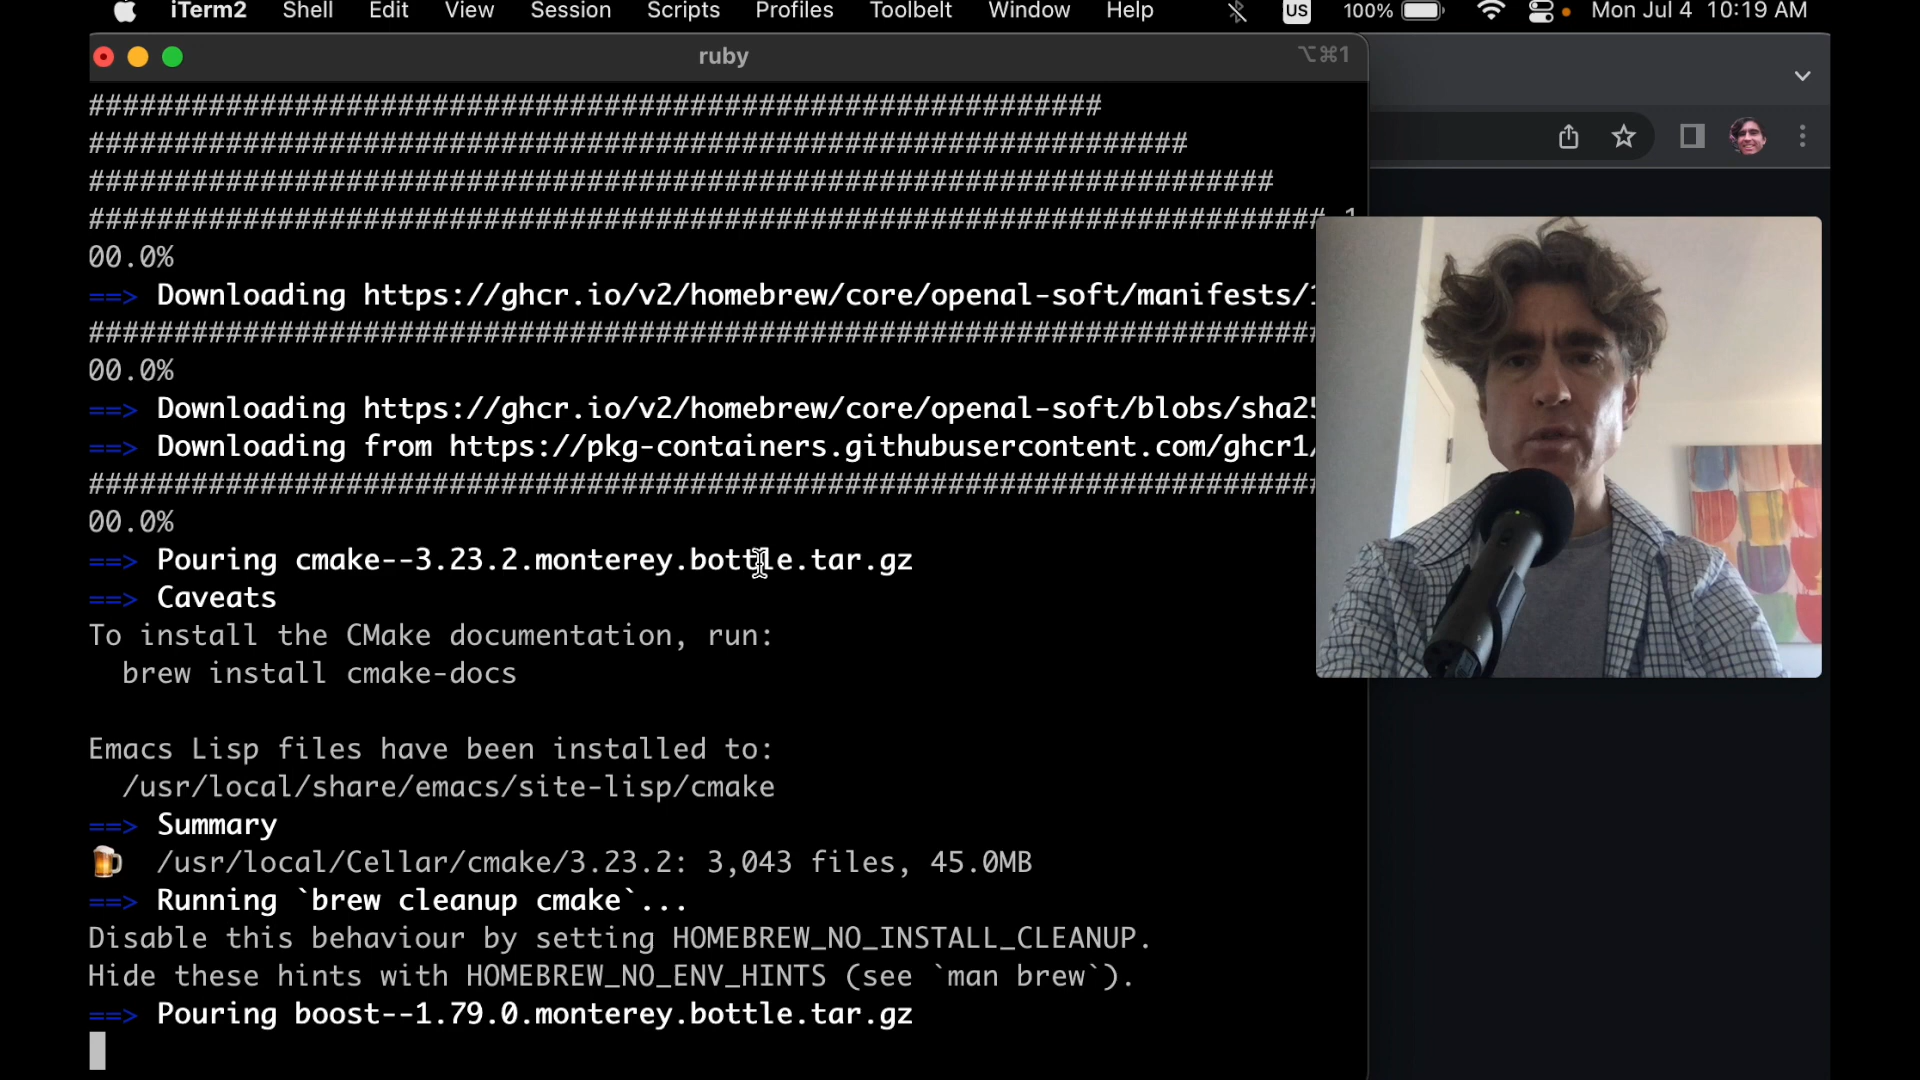 iTerm2 Shell Edit View Session Scripts Profiles Toolbelt Window Help US 100% Mon Jul 4 10:19 AM
ruby ⌥⌘1
###########################################################
################################################################
#####################################################################
######################################################################## 1
00.0%
==> Downloading https://ghcr.io/v2/homebrew/core/openal-soft/manifests/1
########################################################################
00.0%
==> Downloading https://ghcr.io/v2/homebrew/core/openal-soft/blobs/sha25
==> Downloading from https://pkg-containers.githubusercontent.com/ghcr1/
########################################################################
00.0%
==> Pouring cmake--3.23.2.monterey.bottle.tar.gz
==> Caveats
To install the CMake documentation, run:
brew install cmake-docs
Emacs Lisp files have been installed to:
/usr/local/share/emacs/site-lisp/cmake
==> Summary
🍺 /usr/local/Cellar/cmake/3.23.2: 3,043 files, 45.0MB
==> Running `brew cleanup cmake`...
Disable this behaviour by setting HOMEBREW_NO_INSTALL_CLEANUP.
Hide these hints with HOMEBREW_NO_ENV_HINTS (see `man brew`).
==> Pouring boost--1.79.0.monterey.bottle.tar.gz